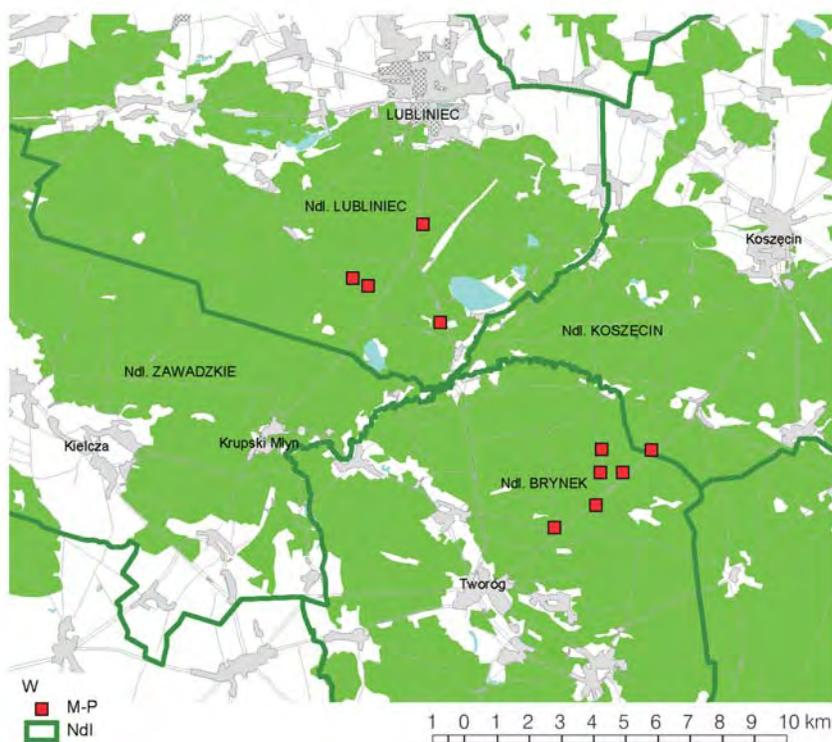 LUBLINIEC
Ndl. LUBLINIEC
Koszęcin
Ndl. KOSZĘCIN
Ndl. ZAWADZKIE
Kielcza
Krupski Młyn
Ndl. BRYNEK
Tworóg
W
M-P
Ndl
1 0 1 2 3 4 5 6 7 8 9 10 km